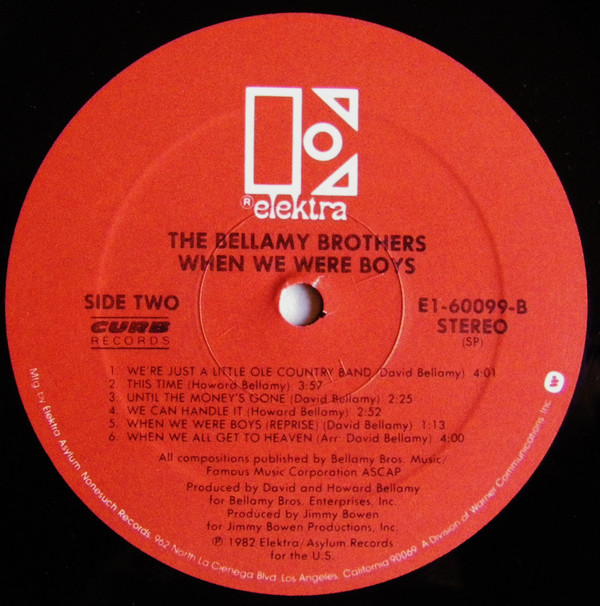 ® elektra
THE BELLAMY BROTHERS
WHEN WE WERE BOYS
SIDE TWO
CURB
RECORDS
E1-60099-B
STEREO
(SP)
1. WE'RE JUST A LITTLE OLE COUNTRY BAND (David Bellamy) 4:01
2. THIS TIME (Howard Bellamy) 3:57
3. UNTIL THE MONEY'S GONE (David Bellamy) 2:25
4. WE CAN HANDLE IT (Howard Bellamy) 2:52
5. WHEN WE WERE BOYS (REPRISE) (David Bellamy) 1:13
6. WHEN WE ALL GET TO HEAVEN (Arr: David Bellamy) 4:00
All compositions published by Bellamy Bros. Music/
Famous Music Corporation ASCAP
Produced by David and Howard Bellamy
for Bellamy Bros. Enterprises, Inc.
Produced by Jimmy Bowen
for Jimmy Bowen Productions, Inc.
℗ 1982 Elektra/Asylum Records
for the U.S.
Mfg by Elektra Asylum Nonesuch Records, 962 North La Cienega Blvd. Los Angeles, California 90069 A Division of Warner Communications, Inc.